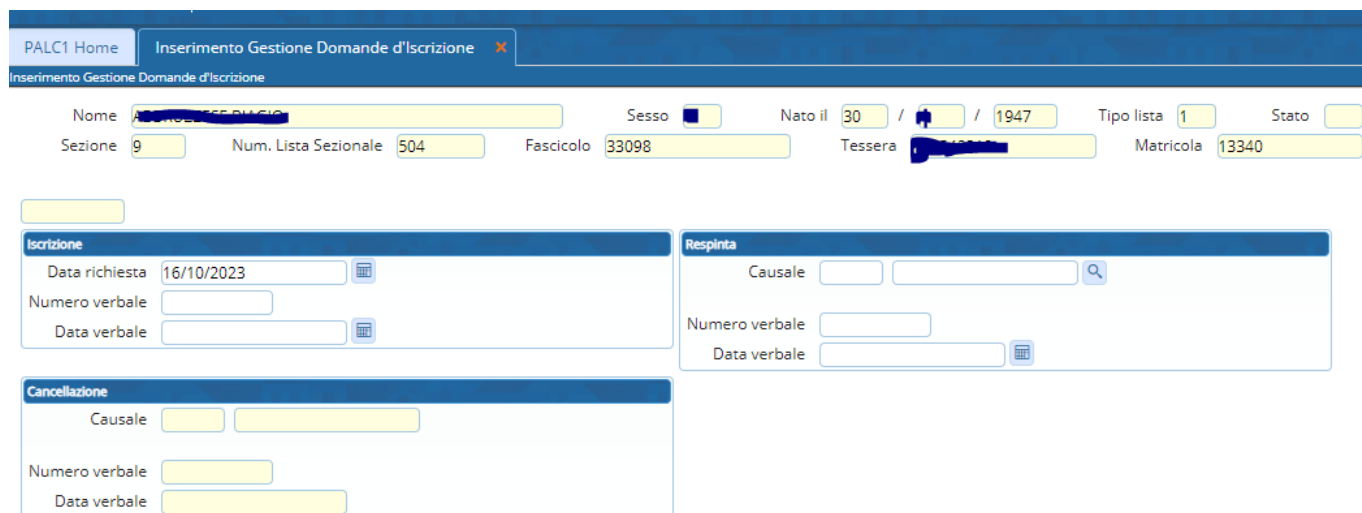 PALC1 Home Inserimento Gestione Domande d'Iscrizione ×
Inserimento Gestione Domande d'Iscrizione
Nome Sesso Nato il 30 / / 1947 Tipo lista 1 Stato
Sezione 9 Num. Lista Sezionale 504 Fascicolo 33098 Tessera Matricola 13340
Iscrizione
Data richiesta 16/10/2023
Numero verbale
Data verbale
Respinta
Causale
Numero verbale
Data verbale
Cancellazione
Causale
Numero verbale
Data verbale